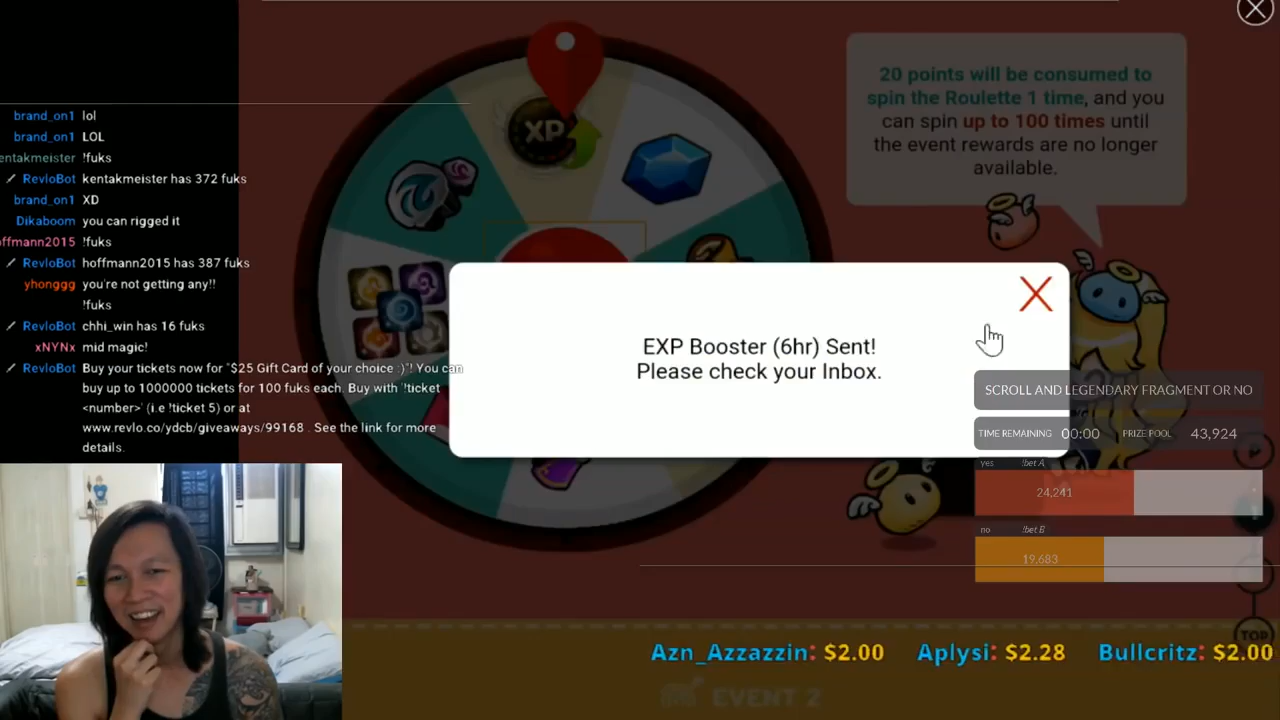 brand_on1 lol
brand_on1 LOL
entakmeister !fuks
RevloBot kentakmeister has 372 fuks
brand_on1 XD
Dikaboom you can rigged it
offmann2015 !fuks
RevloBot hoffmann2015 has 387 fuks
yhonggg you're not getting any!!
!fuks
RevloBot chhi_win has 16 fuks
xNYNx mid magic!
RevloBot Buy your tickets now for "$25 Gift Card of your choice :)"! You can
buy up to 1000000 tickets for 100 fuks each. Buy with '!ticket
<number>' (i.e !ticket 5) or at
www.revlo.co/ydcb/giveaways/99168 . See the link for more
details.
XP
20 points will be consumed to
spin the Roulette 1 time, and you
can spin up to 100 times until
the event rewards are no longer
available.
EXP Booster (6hr) Sent!
Please check your Inbox.
SCROLL AND LEGENDARY FRAGMENT OR NO
TIME REMAINING 00:00 PRIZE POOL 43,924
yes !bet A
24,241
no !bet B
19,683
TOP
Azn_Azzazzin: $2.00 Aplysi: $2.28 Bullcritz: $2.00
EVENT 2